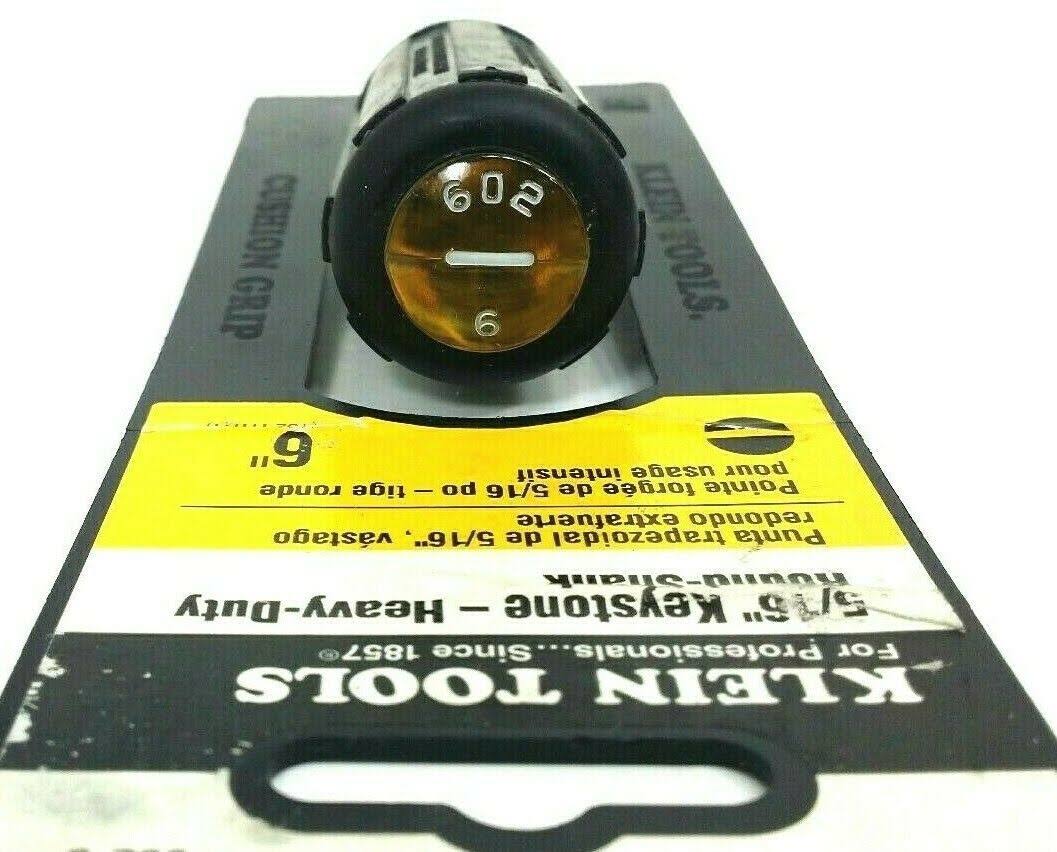 602
6
KLEIN TOOLS
For Professionals...Since 1857®
5/16" Keystone – Heavy-Duty
Round-Shank
Punta trapezoidal de 5/16", vástago
redondo extrafuerte
Pointe forgée de 5/16 po – tige ronde
pour usage intensif
6"
CUSHION GRIP
KLEIN TOOLS.